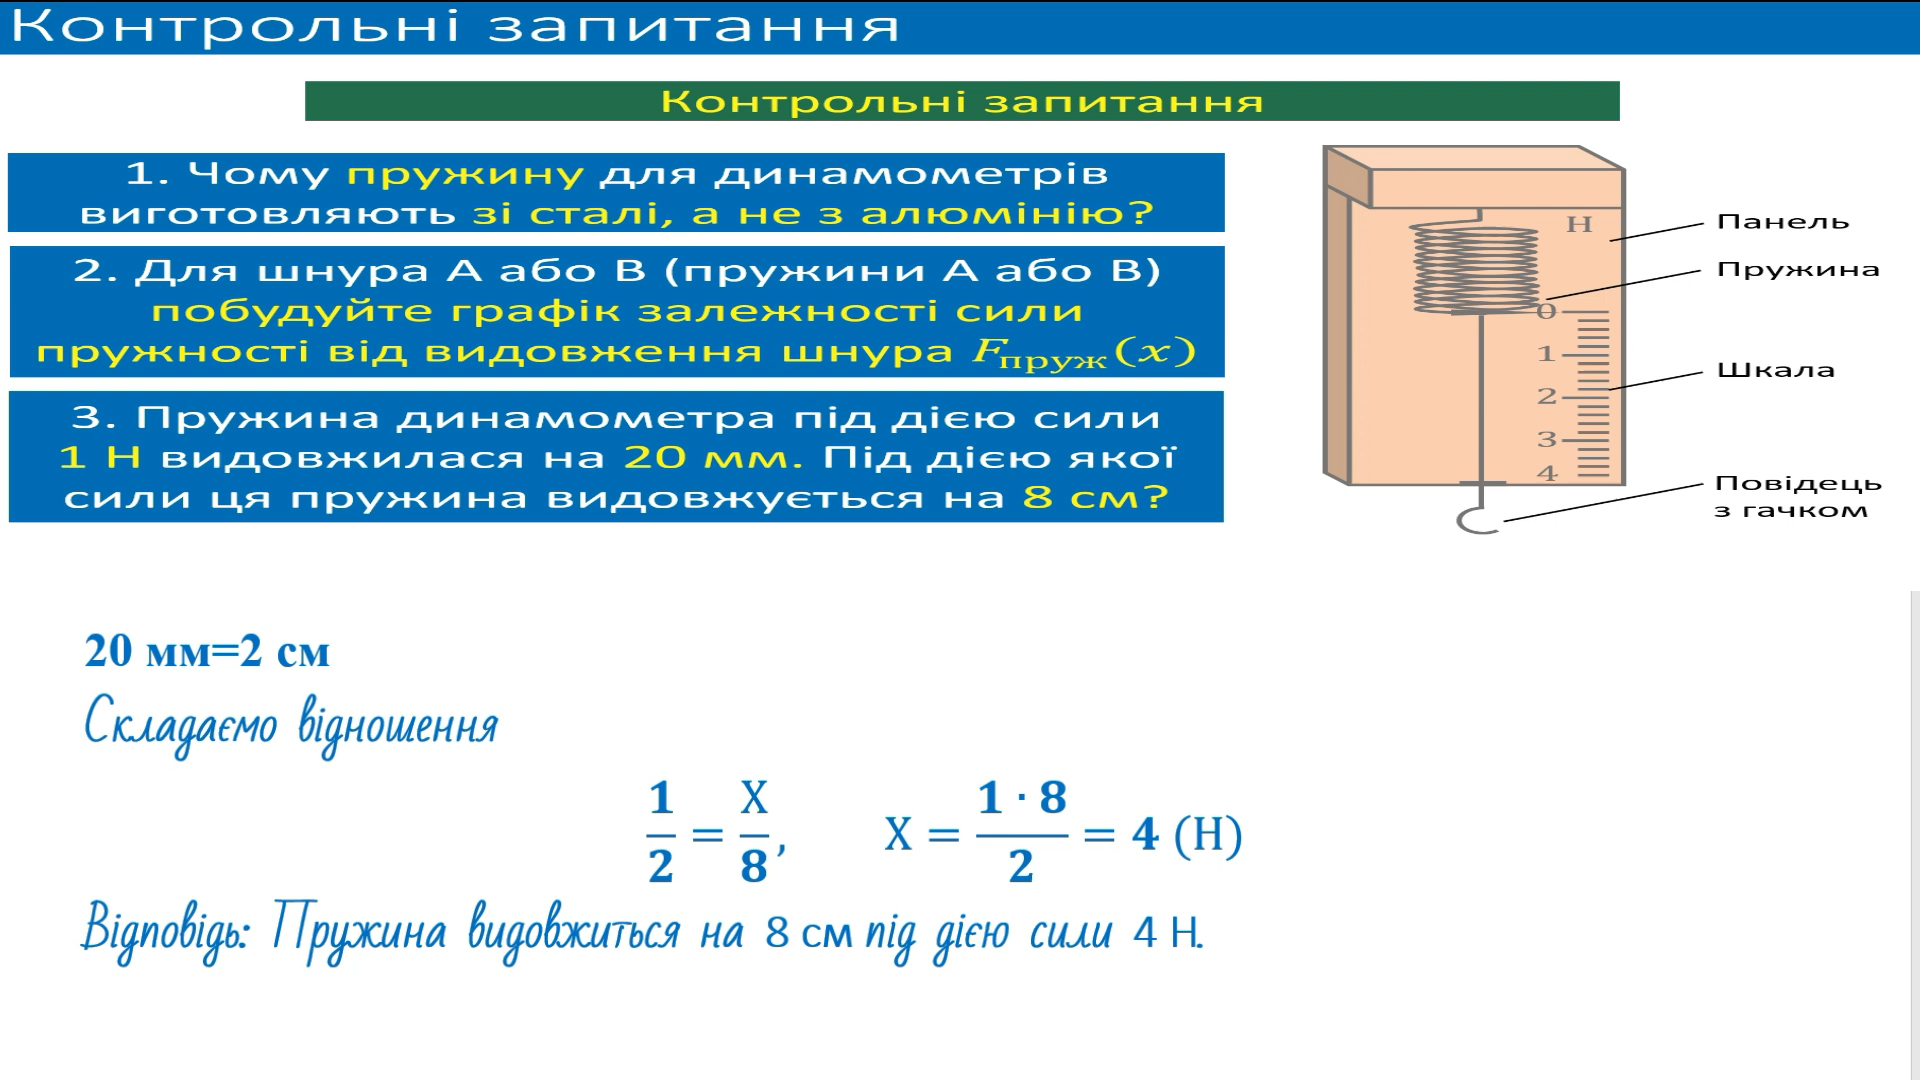 Контрольні запитання
Контрольні запитання
1. Чому пружину для динамометрів
виготовляють зі сталі, а не з алюмінію?
2. Для шнура А або В (пружини А або В)
побудуйте графік залежності сили
пружності від видовження шнура Fпруж(x)
3. Пружина динамометра під дією сили
1 Н видовжилася на 20 мм. Під дією якої
сили ця пружина видовжується на 8 см?
Н
0
1
2
3
4
Панель
Пружина
Шкала
Повідець
з гачком
20 мм=2 см
Складаємо відношення
1/2 = X/8, X = 1·8/2 = 4 (Н)
Відповідь: Пружина видовжиться на 8 см під дією сили 4 Н.